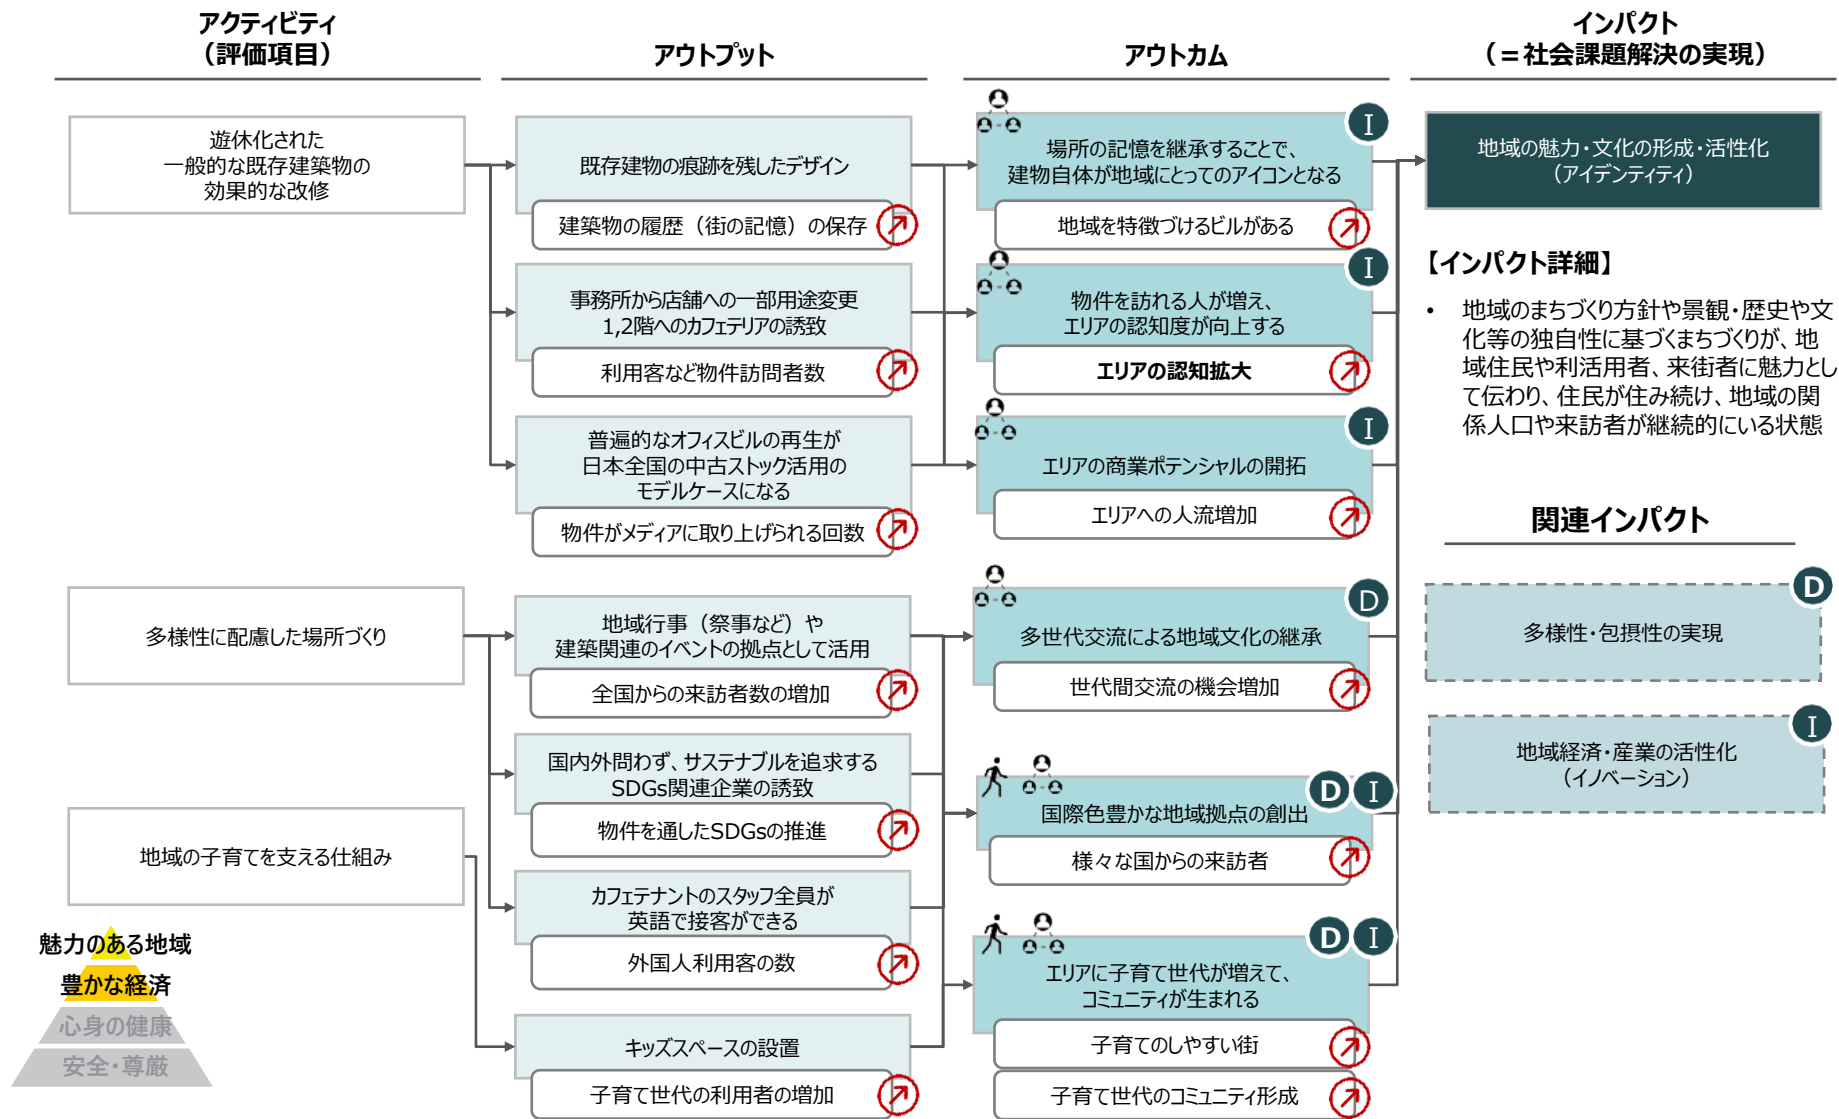 アクティビティ
（評価項目）
アウトプット
アウトカム
インパクト
（＝社会課題解決の実現）
遊休化された
一般的な既存建築物の
効果的な改修
多様性に配慮した場所づくり
地域の子育てを支える仕組み
魅力のある地域
豊かな経済
心身の健康
安全・尊厳
既存建物の痕跡を残したデザイン
建築物の履歴（街の記憶）の保存
事務所から店舗への一部用途変更
1,2階へのカフェテリアの誘致
利用客など物件訪問者数
普遍的なオフィスビルの再生が
日本全国の中古ストック活用の
モデルケースになる
物件がメディアに取り上げられる回数
地域行事（祭事など）や
建築関連のイベントの拠点として活用
全国からの来訪者数の増加
国内外問わず、サステナブルを追求する
SDGs関連企業の誘致
物件を通したSDGsの推進
カフェテナントのスタッフ全員が
英語で接客ができる
外国人利用客の数
キッズスペースの設置
子育て世代の利用者の増加
I
場所の記憶を継承することで、
建物自体が地域にとってのアイコンとなる
地域を特徴づけるビルがある
I
物件を訪れる人が増え、
エリアの認知度が向上する
エリアの認知拡大
I
エリアの商業ポテンシャルの開拓
エリアへの人流増加
D
多世代交流による地域文化の継承
世代間交流の機会増加
D I
国際色豊かな地域拠点の創出
様々な国からの来訪者
D I
エリアに子育て世代が増えて、
コミュニティが生まれる
子育てのしやすい街
子育て世代のコミュニティ形成
地域の魅力・文化の形成・活性化
（アイデンティティ）
【インパクト詳細】
• 地域のまちづくり方針や景観・歴史や文
化等の独自性に基づくまちづくりが、地
域住民や利活用者、来街者に魅力とし
て伝わり、住民が住み続け、地域の関
係人口や来訪者が継続的にいる状態
関連インパクト
D
多様性・包摂性の実現
I
地域経済・産業の活性化
（イノベーション）